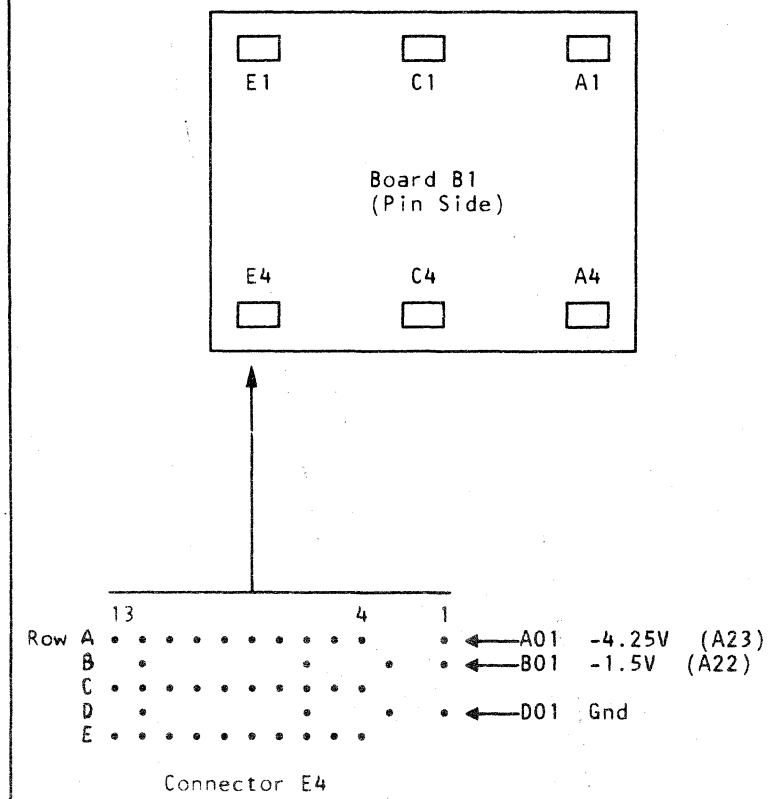 E1 C1 A1
Board B1
(Pin Side)
E4 C4 A4
13 4 1
Row A A01 -4.25V (A23)
B B01 -1.5V (A22)
C
D D01 Gnd
E
Connector E4